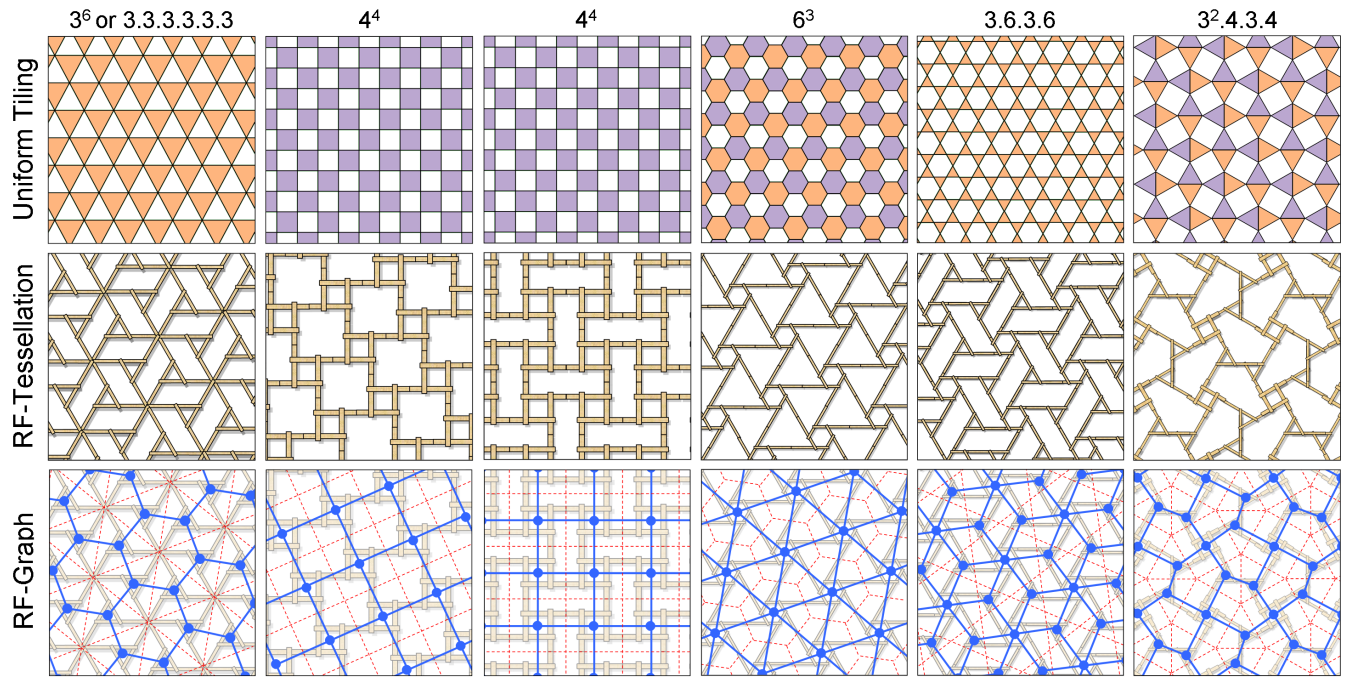 3⁶ or 3.3.3.3.3.3 4⁴ 4⁴ 6³ 3.6.3.6 3².4.3.4
Uniform Tiling
RF-Tessellation
RF-Graph